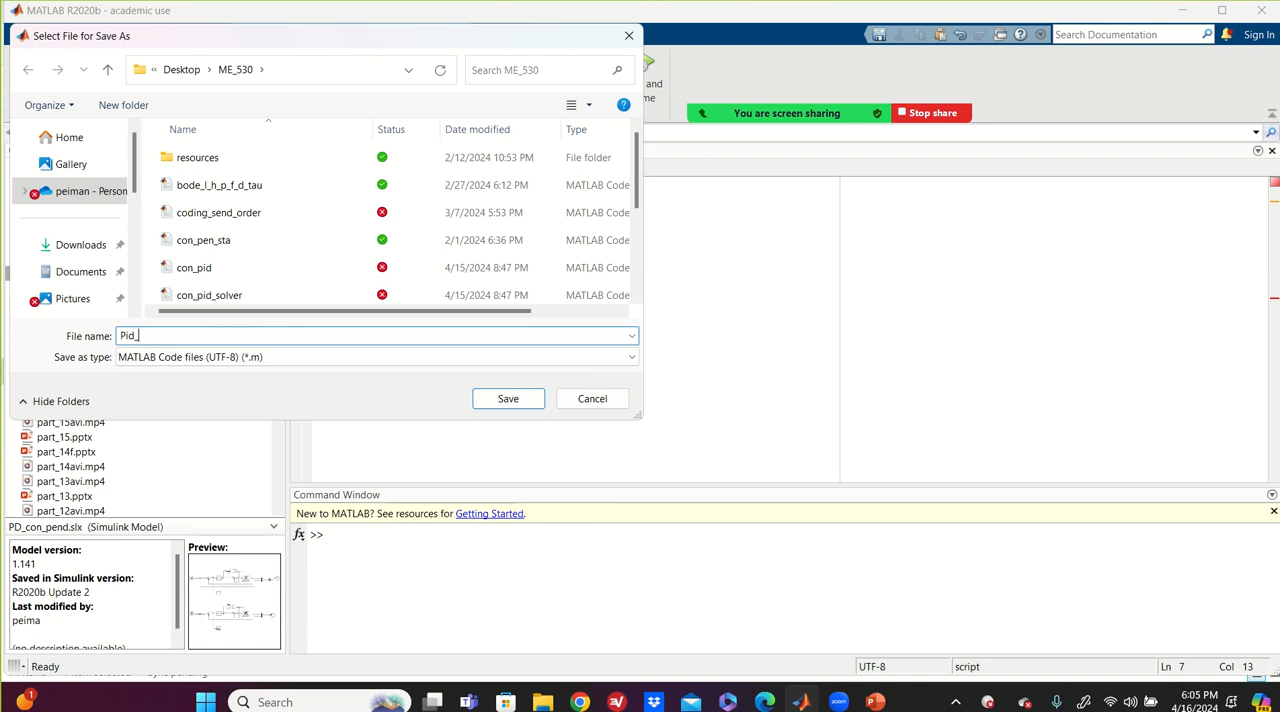 MATLAB R2020b - academic use
Select File for Save As
Search Documentation
Sign In
« Desktop > ME_530 >
Search ME_530
and
me
Organize
New folder
You are screen sharing
Stop share
Name
Status
Date modified
Type
Home
Gallery
peiman - Person
Downloads
Documents
Pictures
resources
2/12/2024 10:53 PM
File folder
bode_l_h_p_f_d_tau
2/27/2024 6:12 PM
MATLAB Code
coding_send_order
3/7/2024 5:53 PM
MATLAB Code
con_pen_sta
2/1/2024 6:36 PM
MATLAB Code
con_pid
4/15/2024 8:47 PM
MATLAB Code
con_pid_solver
4/15/2024 8:47 PM
MATLAB Code
File name: Pid_
Save as type: MATLAB Code files (UTF-8) (*.m)
Hide Folders
Save
Cancel
part_15avi.mp4
part_15.pptx
part_14f.pptx
part_14avi.mp4
part_13avi.mp4
part_13.pptx
part_12avi.mp4
PD_con_pend.slx (Simulink Model)
Model version:
1.141
Saved in Simulink version:
R2020b Update 2
Last modified by:
peima
(no description available)
Preview:
Command Window
New to MATLAB? See resources for Getting Started.
fx >>
Ready
UTF-8
script
Ln 7
Col 13
1
Search
zoom
6:05 PM
4/16/2024
PRE